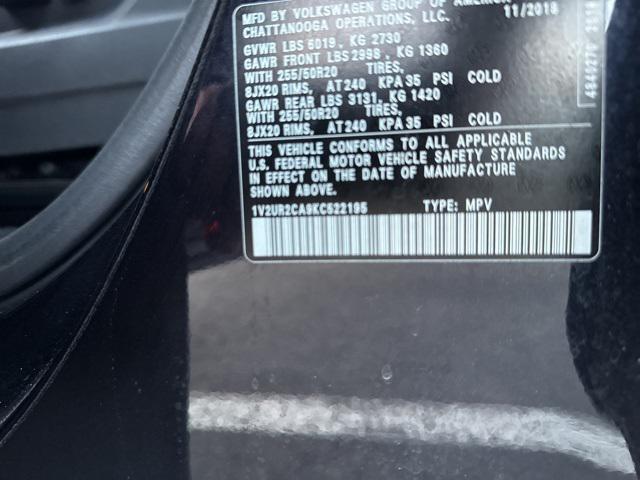 MFD BY VOLKSWAGEN GROUP OF AMERICA
CHATTANOOGA OPERATIONS, LLC. 11/2018
GVWR LBS 6019, KG 2730
GAWR FRONT LBS 2998, KG 1360
WITH 255/50R20 TIRES,
8JX20 RIMS, AT 240 KPA 35 PSI COLD
GAWR REAR LBS 3131, KG 1420
WITH 255/50R20 TIRES,
8JX20 RIMS, AT 240 KPA 35 PSI COLD
THIS VEHICLE CONFORMS TO ALL APPLICABLE
U.S. FEDERAL MOTOR VEHICLE SAFETY STANDARDS
IN EFFECT ON THE DATE OF MANUFACTURE
SHOWN ABOVE.
1V2UR2CA9KC522195 TYPE: MPV